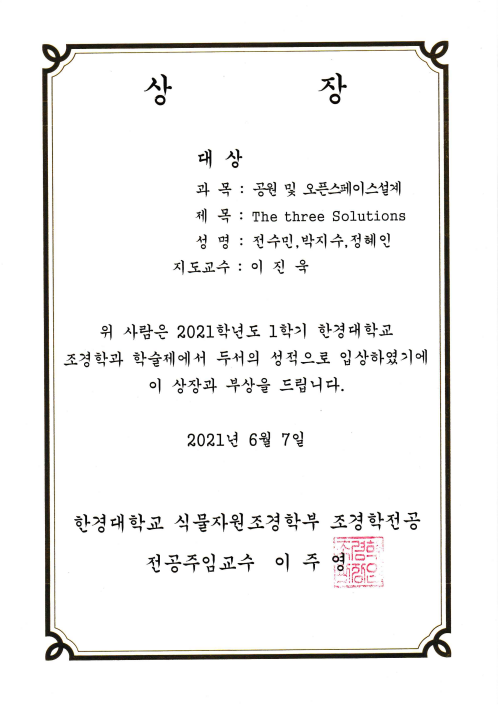 상 장
대 상
과 목 : 공원 및 오픈스페이스설계
제 목 : The three Solutions
성 명 : 전수민,박지수,정혜인
지도교수 : 이 진 욱
위 사람은 2021학년도 1학기 한경대학교
조경학과 학술제에서 두서의 성적으로 입상하였기에
이 상장과 부상을 드립니다.
2021년 6월 7일
한경대학교 식물자원조경학부 조경학전공
전공주임교수 이 주 영